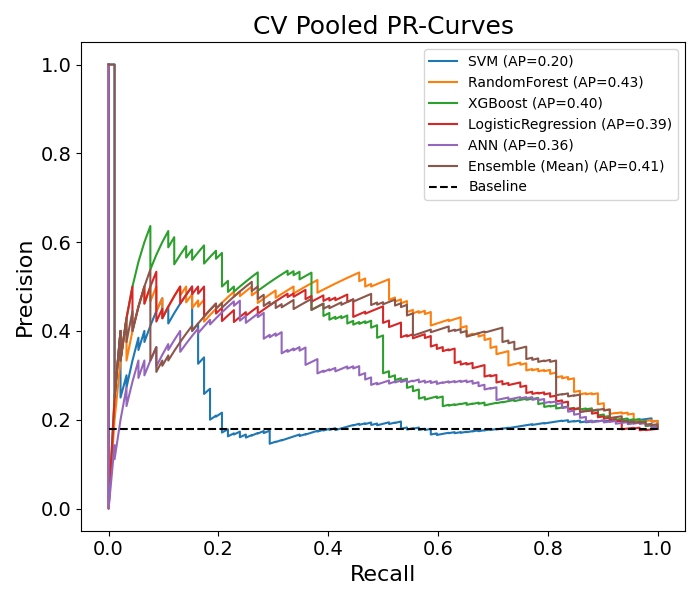 CV Pooled PR-Curves
SVM (AP=0.20)
RandomForest (AP=0.43)
XGBoost (AP=0.40)
LogisticRegression (AP=0.39)
ANN (AP=0.36)
Ensemble (Mean) (AP=0.41)
Baseline
Precision
1.0
0.8
0.6
0.4
0.2
0.0
0.0 0.2 0.4 0.6 0.8 1.0
Recall